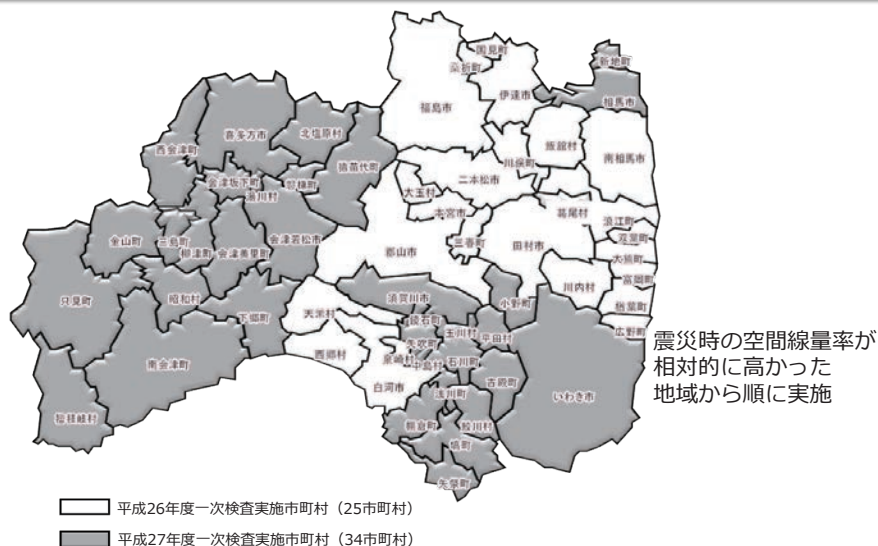 国見町
桑折町
新地町
伊達市
相馬市
福島市
喜多方市
北塩原村
飯舘村
西会津町
猪苗代町
南相馬市
川俣町
会津坂下町
磐梯町
二本松市
湯川村
大玉村
葛尾村
本宮市
浪江町
双葉町
金山町
三島町
会津若松市
三春町
田村市
柳津町
会津美里町
郡山市
大熊町
富岡町
川内村
只見町
昭和村
須賀川市
小野町
楢葉町
下郷町
天栄村
鏡石町
玉川村
平田村
広野町
矢吹町
西郷村
泉崎村
中島村
石川町
南会津町
白河市
古殿町
浅川町
いわき市
檜枝岐村
棚倉町
鮫川村
塙町
矢祭町
震災時の空間線量率が
相対的に高かった
地域から順に実施
平成26年度一次検査実施市町村（25市町村）
平成27年度一次検査実施市町村（34市町村）